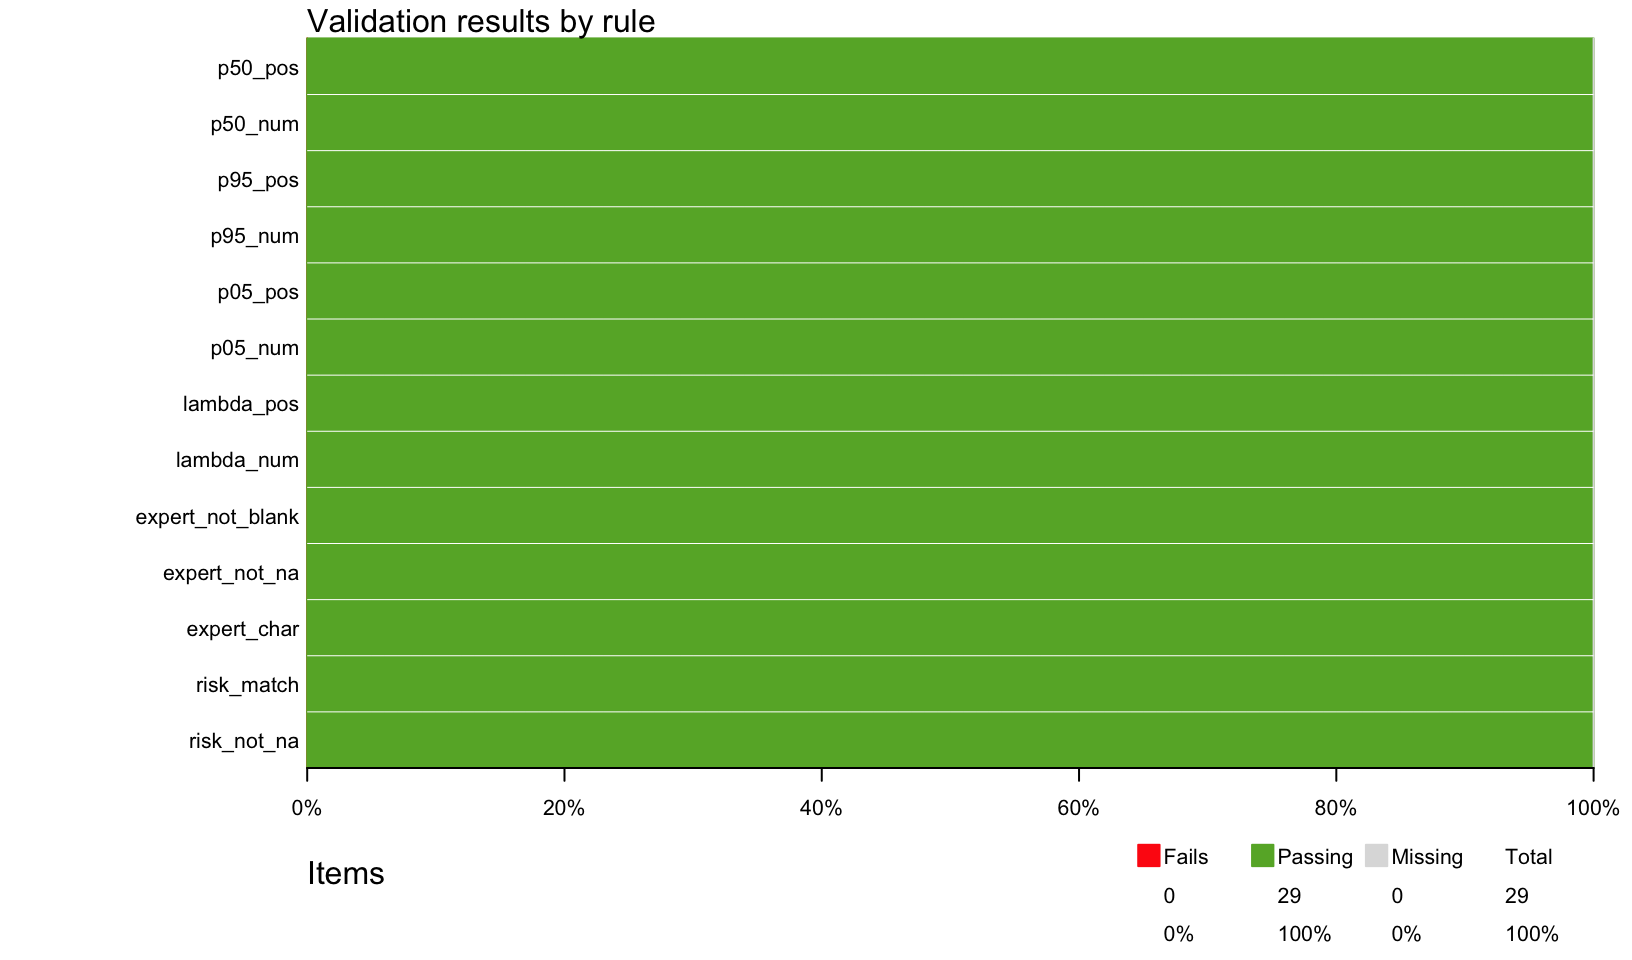 Validation results by rule
p50_pos
p50_num
p95_pos
p95_num
p05_pos
p05_num
lambda_pos
lambda_num
expert_not_blank
expert_not_na
expert_char
risk_match
risk_not_na
0% 20% 40% 60% 80% 100%
Items
Fails Passing Missing Total
0 29 0 29
0% 100% 0% 100%